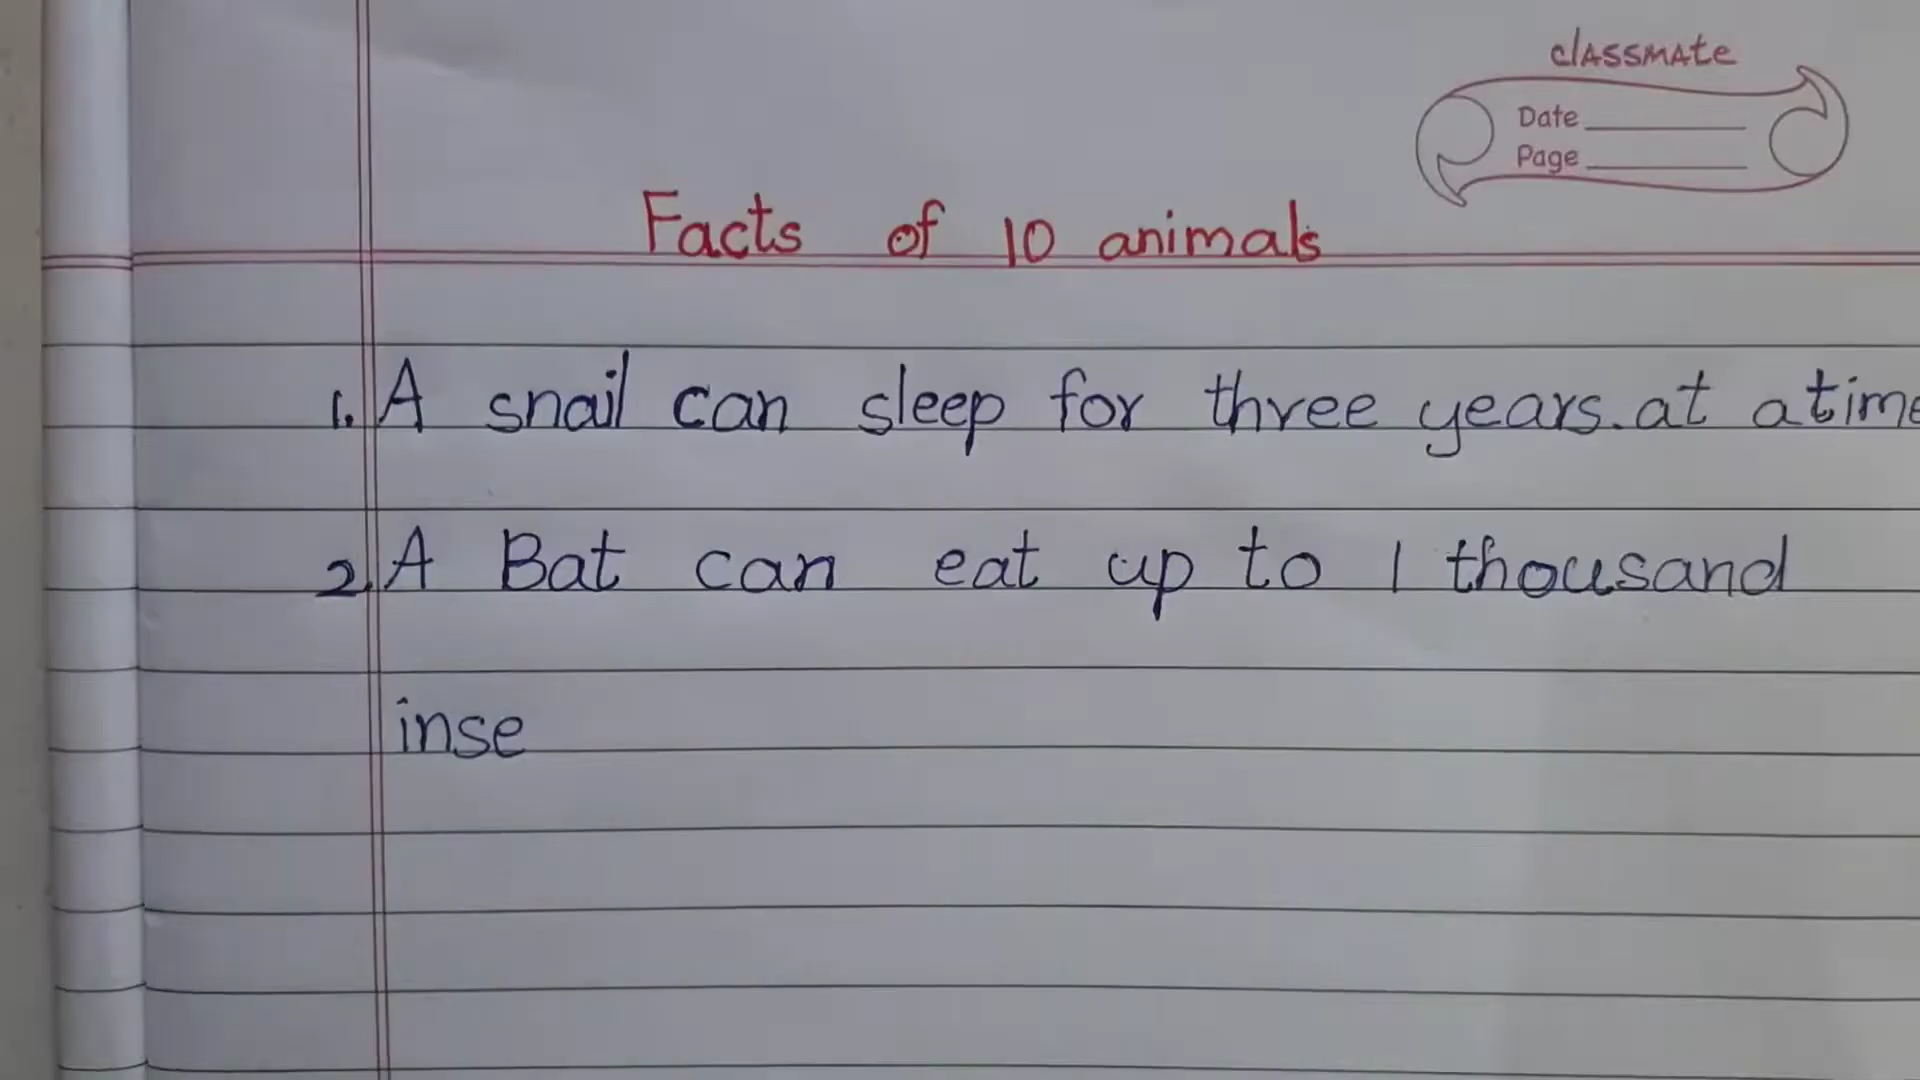 classmate
Date
Page
Facts of 10 animals
1. A snail can sleep for three years. at a time
2. A Bat can eat up to 1 thousand
inse